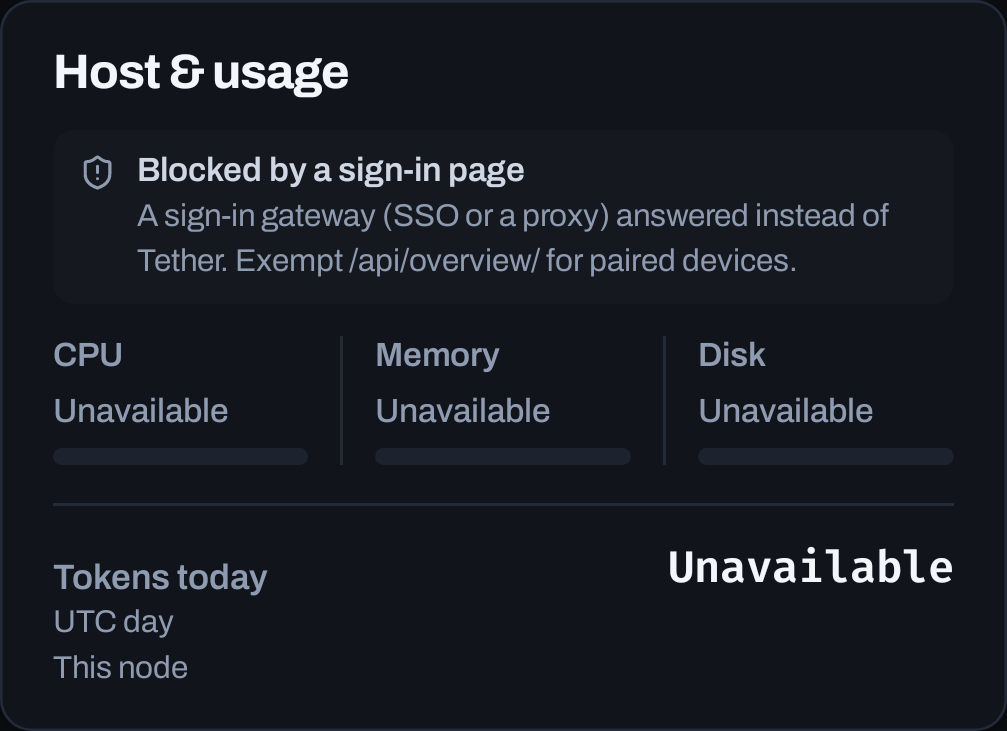 Host & usage
Blocked by a sign-in page
A sign-in gateway (SSO or a proxy) answered instead of
Tether. Exempt /api/overview/ for paired devices.
CPU
Unavailable
Memory
Unavailable
Disk
Unavailable
Tokens today
Unavailable
UTC day
This node